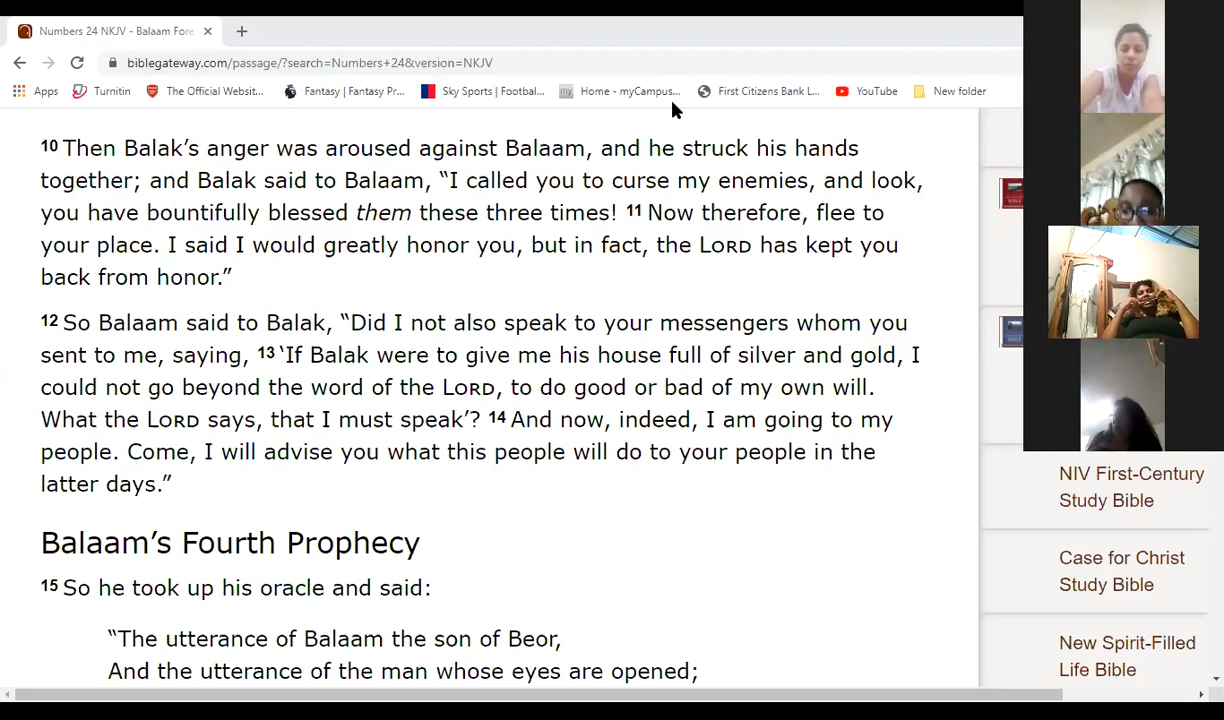 Numbers 24 NKJV - Balaam Fore
biblegateway.com/passage/?search=Numbers+24&version=NKJV
Apps Turnitin The Official Websit... Fantasy | Fantasy Pr... Sky Sports | Footbal... Home - myCampus... First Citizens Bank L... YouTube New folder
10 Then Balak’s anger was aroused against Balaam, and he struck his hands
together; and Balak said to Balaam, “I called you to curse my enemies, and look,
you have bountifully blessed them these three times! 11 Now therefore, flee to
your place. I said I would greatly honor you, but in fact, the LORD has kept you
back from honor.”
12 So Balaam said to Balak, “Did I not also speak to your messengers whom you
sent to me, saying, 13 ‘If Balak were to give me his house full of silver and gold, I
could not go beyond the word of the LORD, to do good or bad of my own will.
What the LORD says, that I must speak’? 14 And now, indeed, I am going to my
people. Come, I will advise you what this people will do to your people in the
latter days.”
Balaam’s Fourth Prophecy
15 So he took up his oracle and said:
“The utterance of Balaam the son of Beor,
And the utterance of the man whose eyes are opened;
NIV First-Century
Study Bible
Case for Christ
Study Bible
New Spirit-Filled
Life Bible